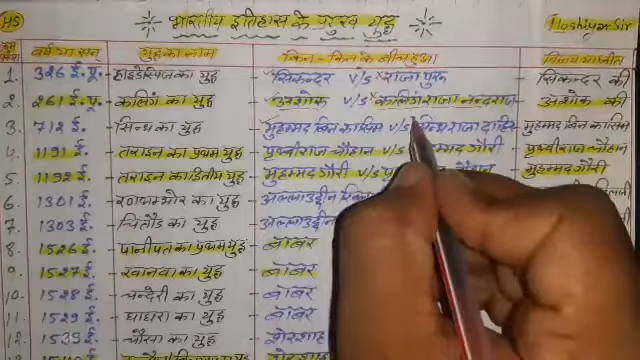 HS भारतीय इतिहास के प्रमुख युद्ध Hoshiyar Sir
वर्ष या सन् युद्ध का नाम किन-किन के बीच हुआ
1. 326 ई. पू. हाइडेस्पिज का युद्ध सिकन्दर V/S राजा पुरू सिकन्दर की
2. 261 ई. पू. कलिंग का युद्ध अशोक V/S कलिंग राजा नन्दराज अशोक की
3. 712 ई. सिन्ध का युद्ध मुहम्मद बिन कासिम V/S राजा दाहिर मुहम्मद बिन कासिम
4. 1191 ई. तराइन का प्रथम युद्ध पृथ्वीराज चौहान V/S गौरी पृथ्वीराज चौहान
5. 1192 ई. तराइन का द्वितीय युद्ध मुहम्मद गौरी V/S चौहान मुहम्मद गौरी
6. 1301 ई. रणथम्भौर का युद्ध अल्लाउद्दीन
7. 1303 ई. चितौड़ का युद्ध अल्लाउद्दीन
8. 1526 ई. पानीपत का प्रथम युद्ध बाबर
9. 1527 ई. खानवा का युद्ध बाबर
10. 1528 ई. चन्देरी का युद्ध बाबर
11. 1529 ई. घाघरा का युद्ध बाबर
12. 1539 ई. चौसा का युद्ध शेरशाह